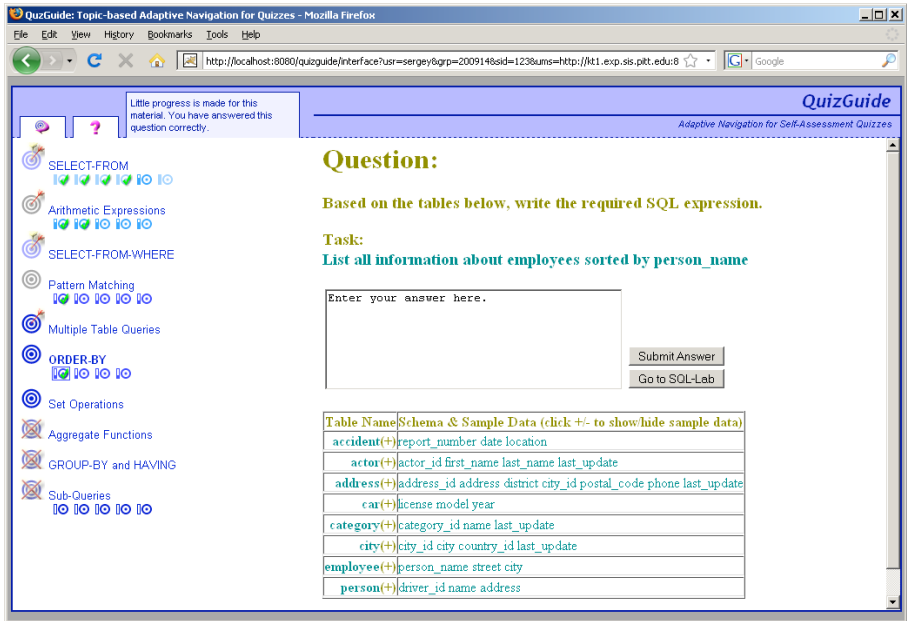 QuzGuide: Topic-based Adaptive Navigation for Quizzes - Mozilla Firefox
File Edit View History Bookmarks Tools Help
http://localhost:8080/quizguide/interface?usr=sergey&grp=200914&sid=123&ums=http://kt1.exp.sis.pitt.edu:8
Google
Little progress is made for this
material. You have answered this
question correctly.
?
QuizGuide
Adaptive Navigation for Self-Assessment Quizzes
SELECT-FROM
Arithmetic Expressions
SELECT-FROM-WHERE
Pattern Matching
Multiple Table Queries
ORDER-BY
Set Operations
Aggregate Functions
GROUP-BY and HAVING
Sub-Queries
Question:
Based on the tables below, write the required SQL expression.
Task:
List all information about employees sorted by person_name
Enter your answer here.
Submit Answer
Go to SQL-Lab
Table Name Schema & Sample Data (click +/- to show/hide sample data)
accident(+) report_number date location
actor(+) actor_id first_name last_name last_update
address(+) address_id address district city_id postal_code phone last_update
car(+) license model year
category(+) category_id name last_update
city(+) city_id city country_id last_update
employee(+) person_name street city
person(+) driver_id name address